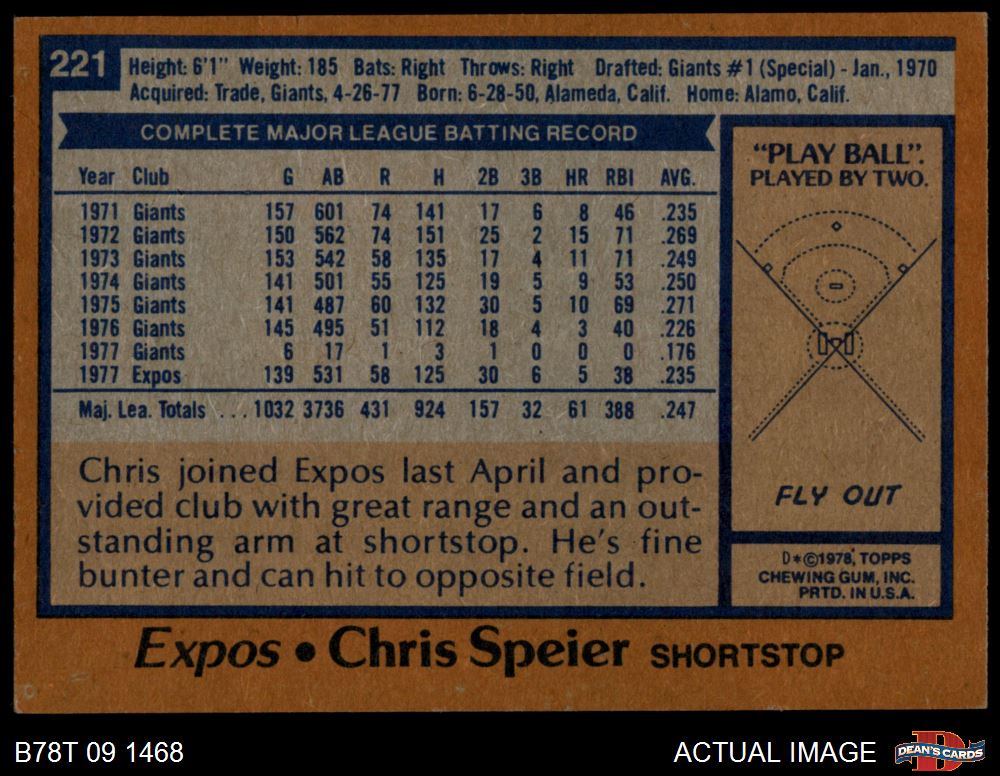 221
Height: 6'1" Weight: 185 Bats: Right Throws: Right Drafted: Giants #1 (Special) - Jan., 1970
Acquired: Trade, Giants, 4-26-77 Born: 6-28-50, Alameda, Calif. Home: Alamo, Calif.
COMPLETE MAJOR LEAGUE BATTING RECORD
Year Club G AB R H 2B 3B HR RBI AVG.
1971 Giants 157 601 74 141 17 6 8 46 .235
1972 Giants 150 562 74 151 25 2 15 71 .269
1973 Giants 153 542 58 135 17 4 11 71 .249
1974 Giants 141 501 55 125 19 5 9 53 .250
1975 Giants 141 487 60 132 30 5 10 69 .271
1976 Giants 145 495 51 112 18 4 3 40 .226
1977 Giants 6 17 1 3 1 0 0 0 .176
1977 Expos 139 531 58 125 30 6 5 38 .235
Maj. Lea. Totals ... 1032 3736 431 924 157 32 61 388 .247
Chris joined Expos last April and pro-
vided club with great range and an out-
standing arm at shortstop. He's fine
bunter and can hit to opposite field.
"PLAY BALL".
PLAYED BY TWO.
FLY OUT
D*©1978, TOPPS
CHEWING GUM, INC.
PRTD. IN U.S.A.
Expos • Chris Speier SHORTSTOP
B78T 09 1468
ACTUAL IMAGE
DEAN'S CARDS